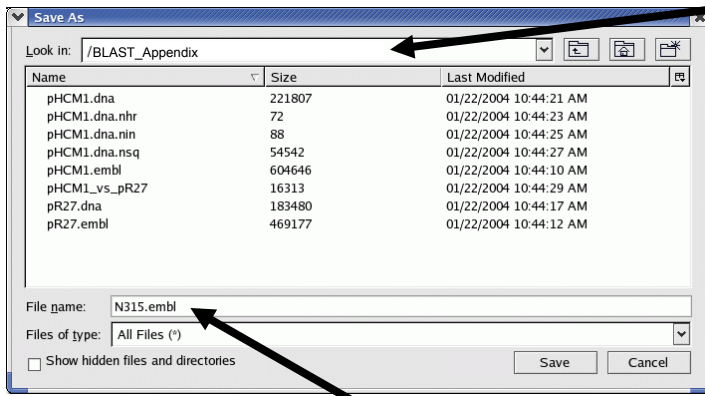 Save As
Look in: /BLAST_Appendix
Name Size Last Modified
pHCM1.dna 221807 01/22/2004 10:44:21 AM
pHCM1.dna.nhr 72 01/22/2004 10:44:23 AM
pHCM1.dna.nin 88 01/22/2004 10:44:25 AM
pHCM1.dna.nsq 54542 01/22/2004 10:44:27 AM
pHCM1.embl 604646 01/22/2004 10:44:10 AM
pHCM1_vs_pR27 16313 01/22/2004 10:44:29 AM
pR27.dna 183480 01/22/2004 10:44:17 AM
pR27.embl 469177 01/22/2004 10:44:12 AM
File name: N315.embl
Files of type: All Files (*)
Show hidden files and directories Save Cancel